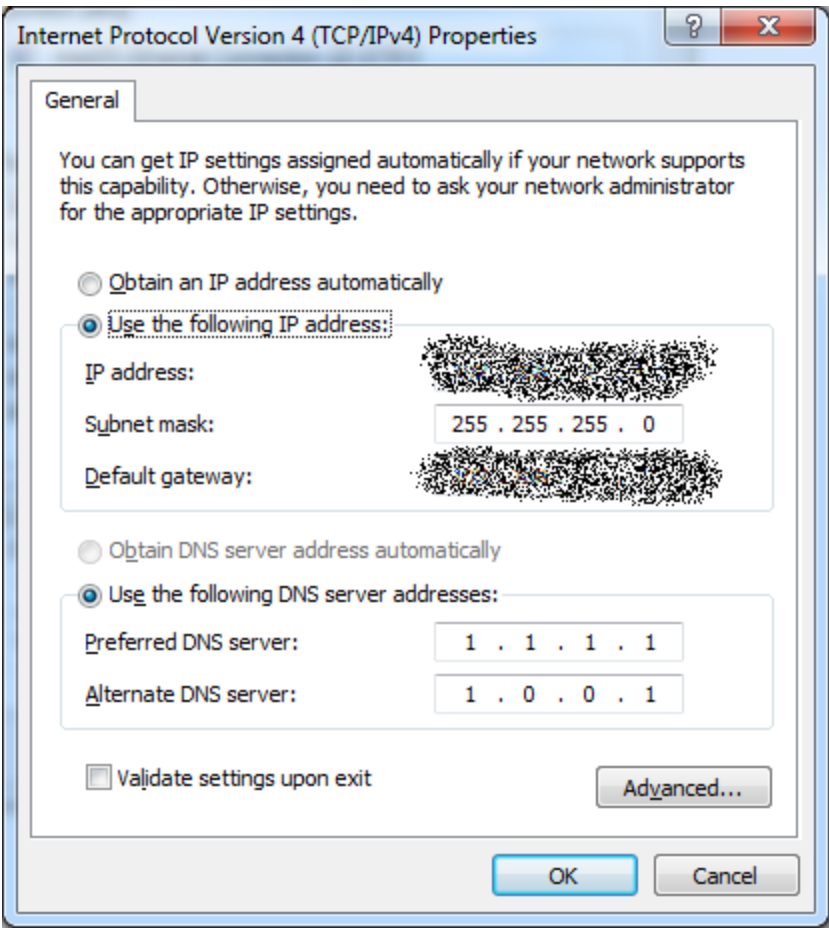 Internet Protocol Version 4 (TCP/IPv4) Properties
General
You can get IP settings assigned automatically if your network supports
this capability. Otherwise, you need to ask your network administrator
for the appropriate IP settings.
Obtain an IP address automatically
Use the following IP address:
IP address:
Subnet mask: 255 . 255 . 255 . 0
Default gateway:
Obtain DNS server address automatically
Use the following DNS server addresses:
Preferred DNS server: 1 . 1 . 1 . 1
Alternate DNS server: 1 . 0 . 0 . 1
Validate settings upon exit
Advanced...
OK Cancel